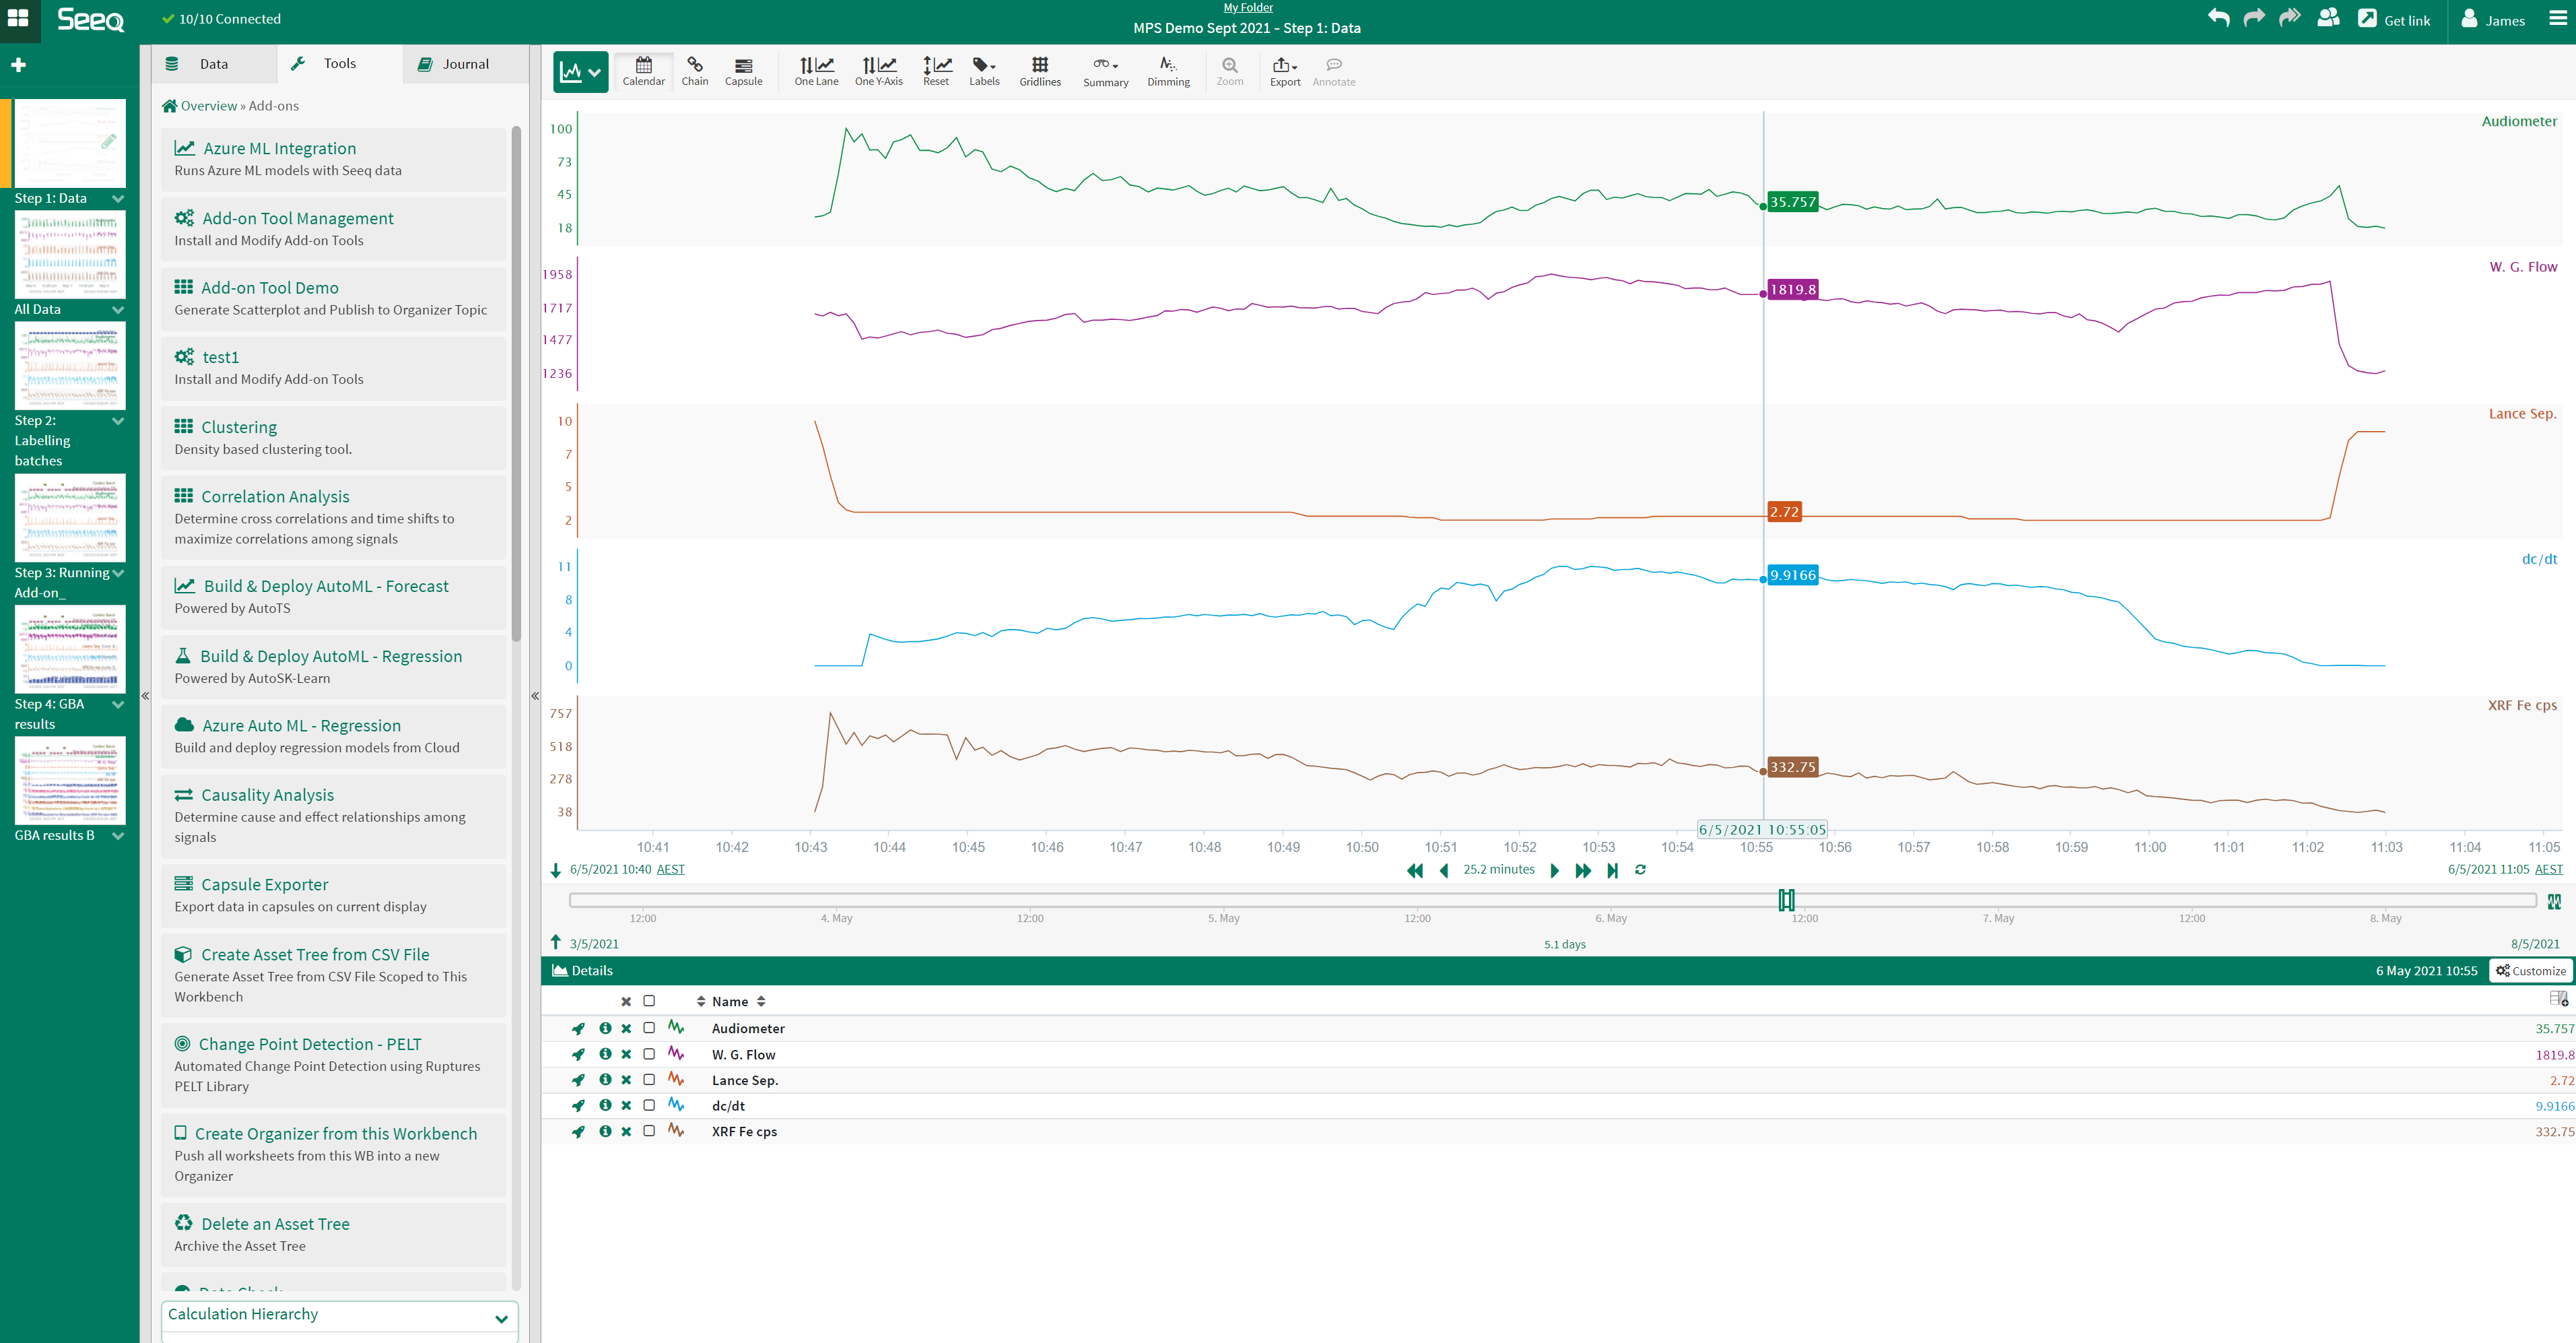 Seeq
10/10 Connected
My Folder
MPS Demo Sept 2021 - Step 1: Data
Get link
James
Step 1: Data
All Data
Step 2:
Labelling
batches
Step 3: Running
Add-on_
Step 4: GBA
results
GBA results B
Data
Tools
Journal
Overview » Add-ons
Azure ML Integration
Runs Azure ML models with Seeq data
Add-on Tool Management
Install and Modify Add-on Tools
Add-on Tool Demo
Generate Scatterplot and Publish to Organizer Topic
test1
Install and Modify Add-on Tools
Clustering
Density based clustering tool.
Correlation Analysis
Determine cross correlations and time shifts to
maximize correlations among signals
Build & Deploy AutoML - Forecast
Powered by AutoTS
Build & Deploy AutoML - Regression
Powered by AutoSK-Learn
Azure Auto ML - Regression
Build and deploy regression models from Cloud
Causality Analysis
Determine cause and effect relationships among
signals
Capsule Exporter
Export data in capsules on current display
Create Asset Tree from CSV File
Generate Asset Tree from CSV File Scoped to This
Workbench
Change Point Detection - PELT
Automated Change Point Detection using Ruptures
PELT Library
Create Organizer from this Workbench
Push all worksheets from this WB into a new
Organizer
Delete an Asset Tree
Archive the Asset Tree
Calculation Hierarchy
Calendar
Chain
Capsule
One Lane
One Y-Axis
Reset
Labels
Gridlines
Summary
Dimming
Zoom
Export
Annotate
Audiometer
100
73
45
18
35.757
W. G. Flow
1958
1717
1477
1236
1819.8
Lance Sep.
10
7
5
2
2.72
dc/dt
11
8
4
0
9.9166
XRF Fe cps
757
518
278
38
332.75
6/5/2021 10:55:05
10:41 10:42 10:43 10:44 10:45 10:46 10:47 10:48 10:49 10:50 10:51 10:52 10:53 10:54 10:55 10:56 10:57 10:58 10:59 11:00 11:01 11:02 11:03 11:04 11:05
6/5/2021 10:40 AEST
25.2 minutes
6/5/2021 11:05 AEST
12:00 4. May 12:00 5. May 12:00 6. May 12:00 7. May 12:00 8. May
3/5/2021
5.1 days
8/5/2021
Details
6 May 2021 10:55
Customize
Name
Audiometer 35.757
W. G. Flow 1819.8
Lance Sep. 2.72
dc/dt 9.9166
XRF Fe cps 332.75